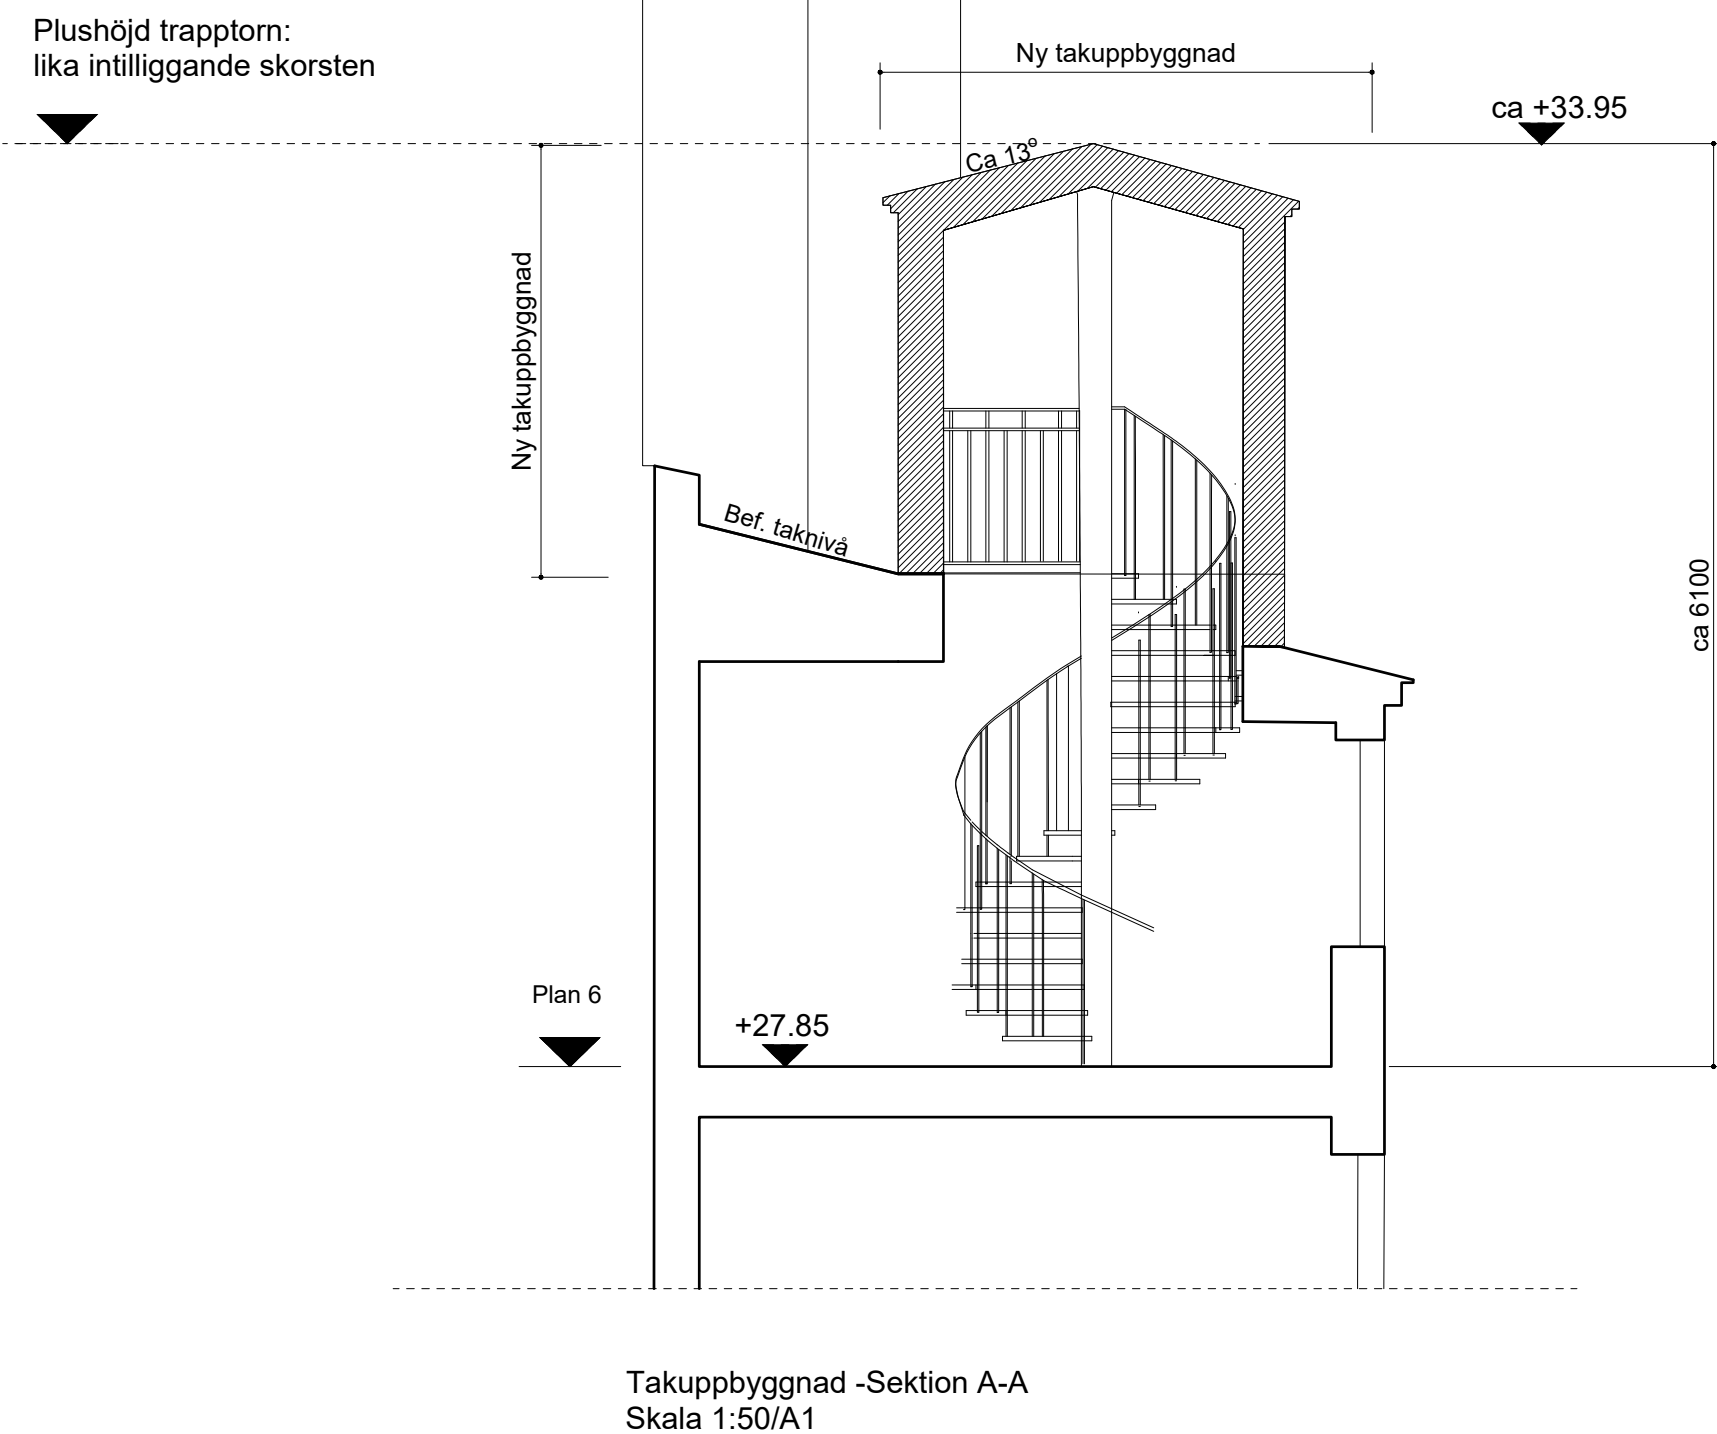 Plushöjd trapptorn:
lika intilliggande skorsten
Ny takuppbyggnad
ca +33.95
Ca 13°
Ny takuppbyggnad
Bef. taknivå
ca 6100
Plan 6
+27.85
Takuppbyggnad -Sektion A-A
Skala 1:50/A1